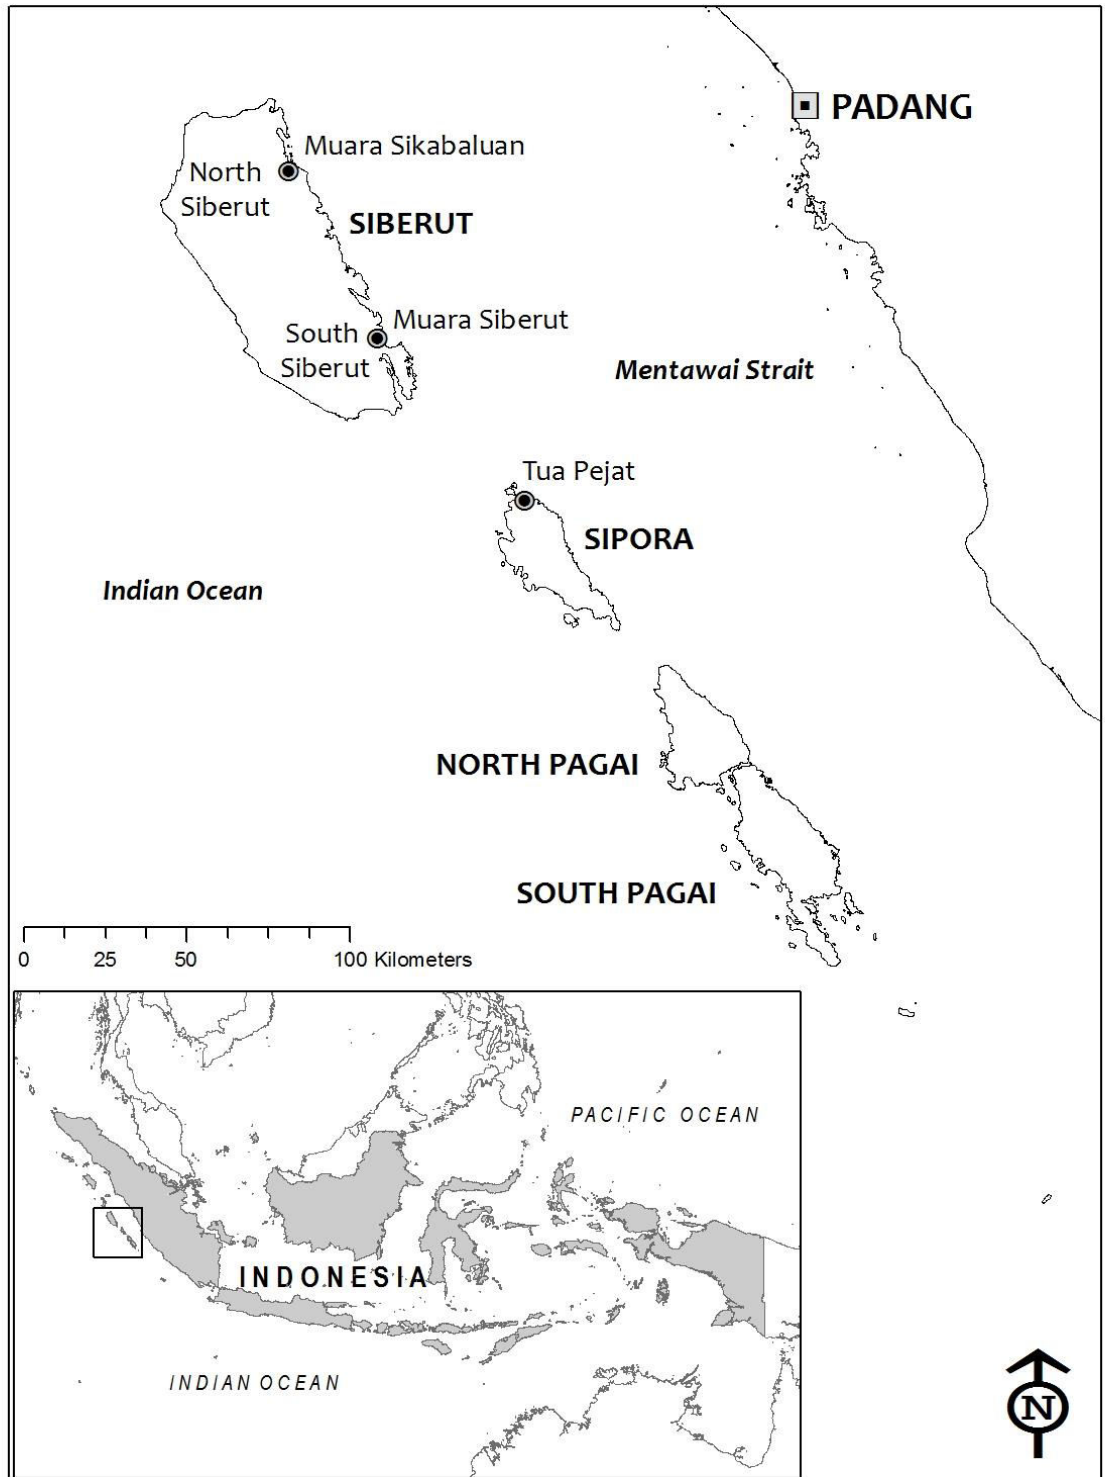 PADANG
Muara Sikabaluan
North
Siberut
SIBERUT
Muara Siberut
South
Siberut
Mentawai Strait
Tua Pejat
SIPORA
Indian Ocean
NORTH PAGAI
SOUTH PAGAI
0 25 50 100 Kilometers
PACIFIC OCEAN
INDONESIA
INDIAN OCEAN
N